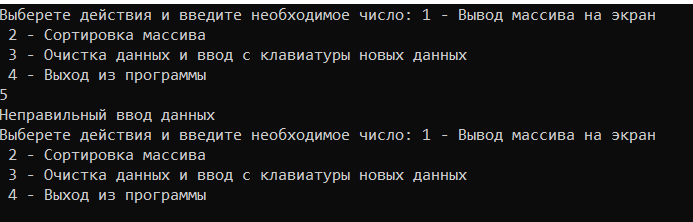 Выберете действия и введите необходимое число: 1 - Вывод массива на экран
2 - Сортировка массива
3 - Очистка данных и ввод с клавиатуры новых данных
4 - Выход из программы
5
Неправильный ввод данных
Выберете действия и введите необходимое число: 1 - Вывод массива на экран
2 - Сортировка массива
3 - Очистка данных и ввод с клавиатуры новых данных
4 - Выход из программы